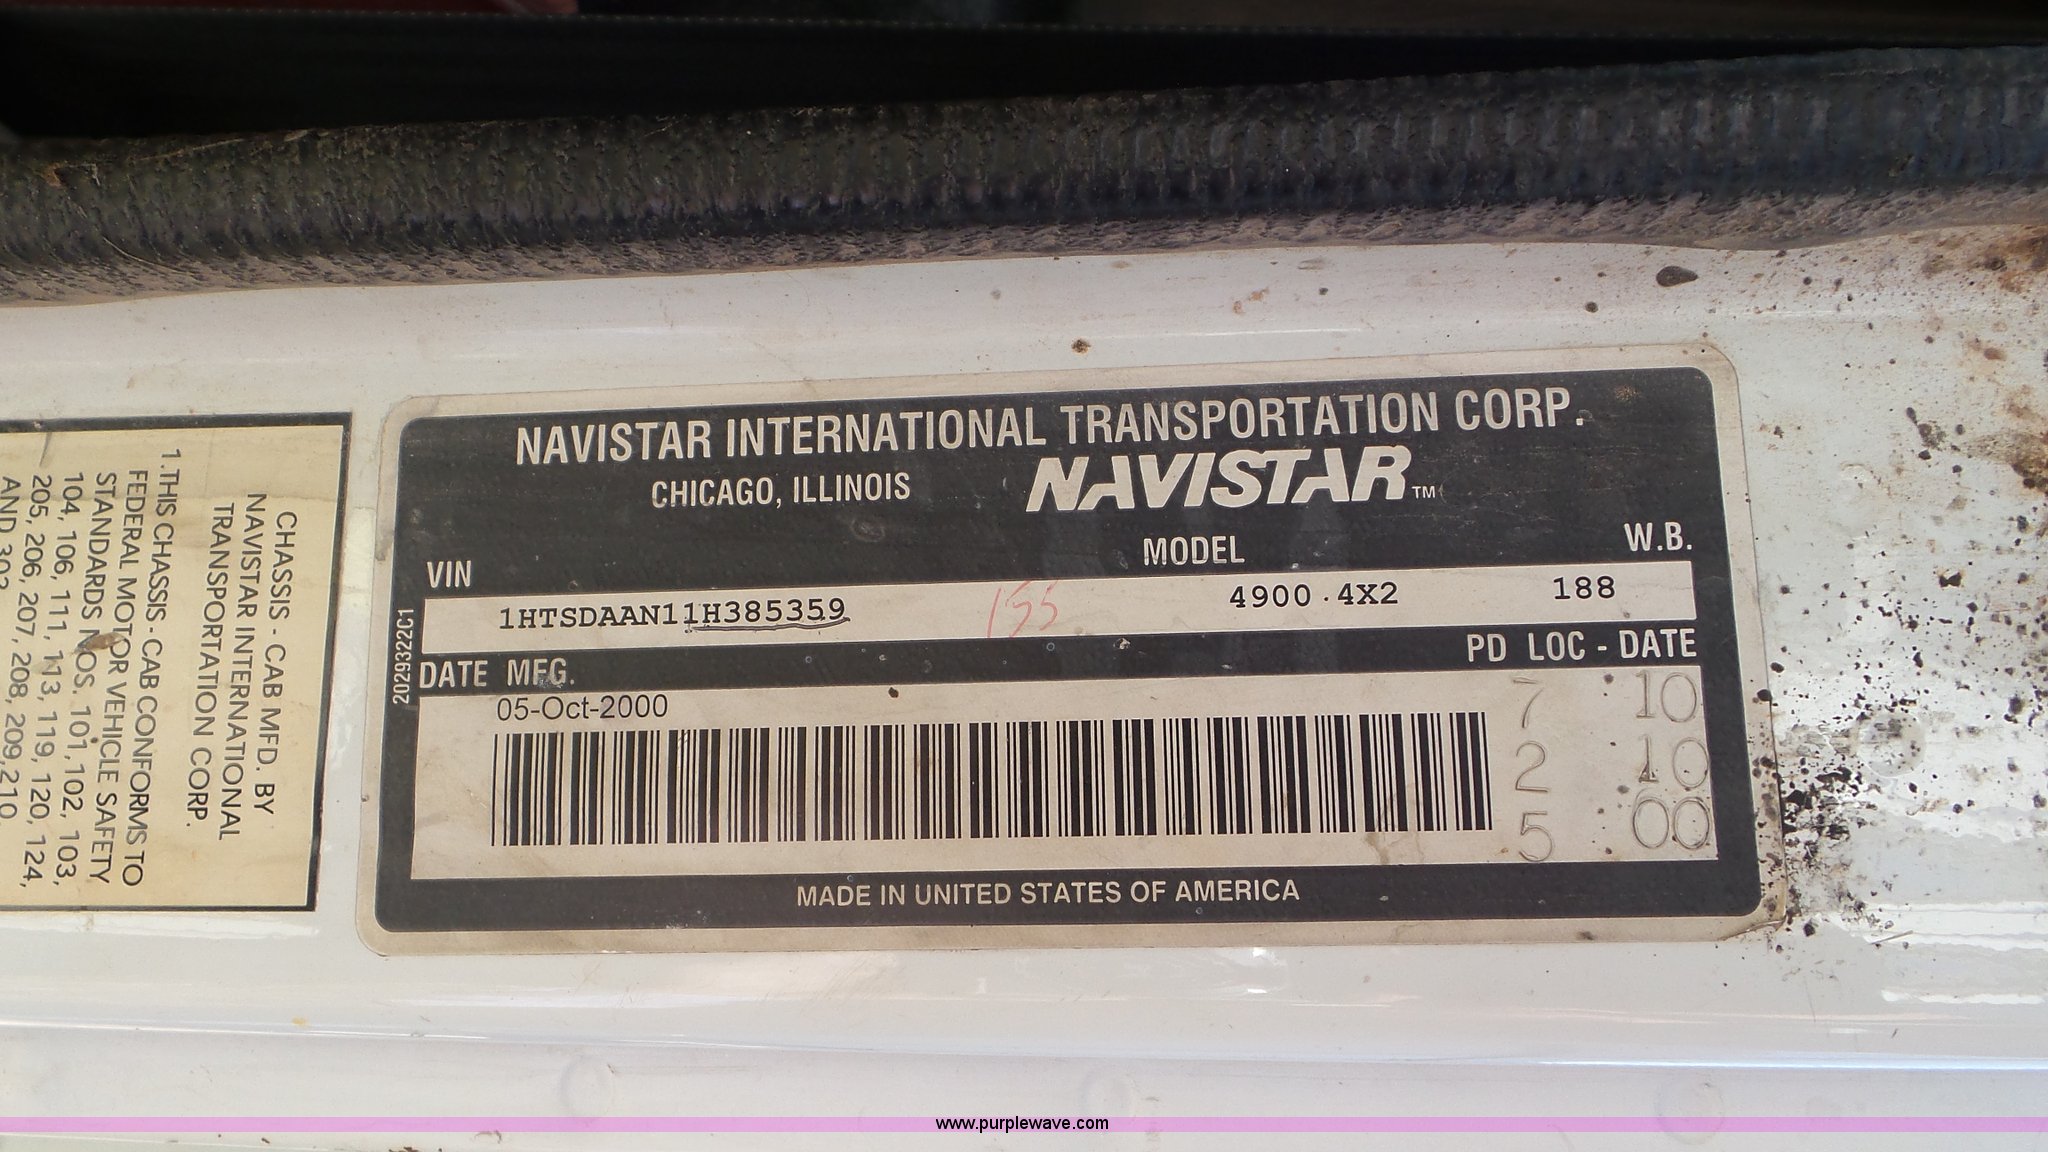 NAVISTAR INTERNATIONAL TRANSPORTATION CORP.
CHICAGO, ILLINOIS NAVISTAR™
VIN MODEL W.B.
1HTSDAAN11H385359 155 4900 4X2 188
DATE MFG. PD LOC - DATE
05-Oct-2000
7 10
2 10
5 00
MADE IN UNITED STATES OF AMERICA
2029322C1
CHASSIS - CAB MFD. BY
NAVISTAR INTERNATIONAL
TRANSPORTATION CORP.
1.THIS CHASSIS - CAB CONFORMS TO
FEDERAL MOTOR VEHICLE SAFETY
STANDARDS NOS. 101, 102, 103,
104, 106, 111, 113, 119, 120, 124,
205, 206, 207, 208, 209, 210,
AND 302
www.purplewave.com